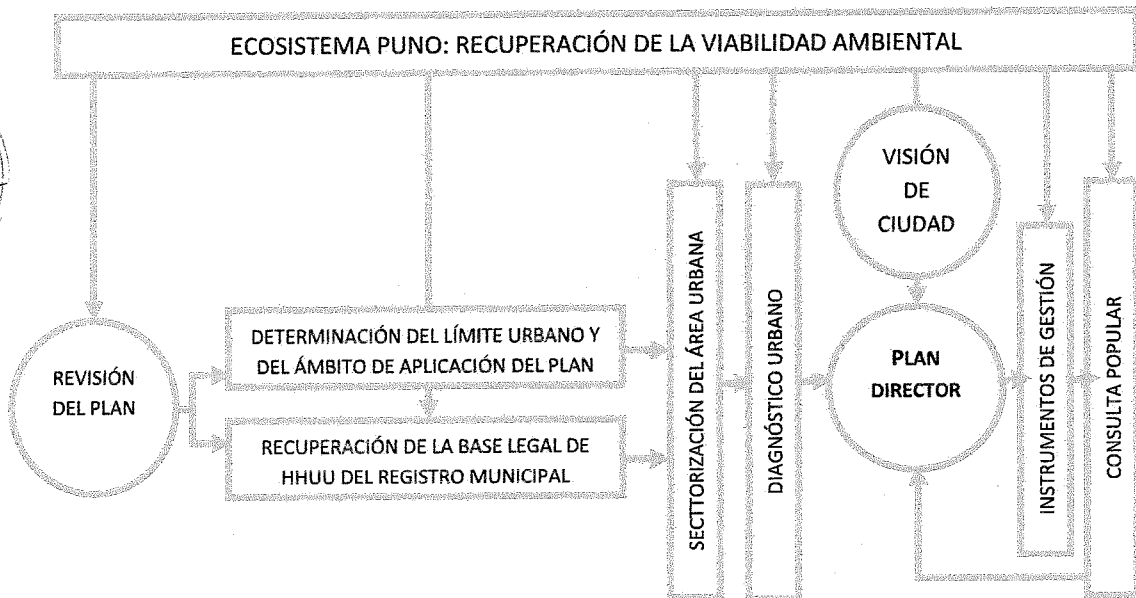 ECOSISTEMA PUNO: RECUPERACIÓN DE LA VIABILIDAD AMBIENTAL
REVISIÓN
DEL PLAN
DETERMINACIÓN DEL LÍMITE URBANO Y
DEL ÁMBITO DE APLICACIÓN DEL PLAN
RECUPERACIÓN DE LA BASE LEGAL DE
HHUU DEL REGISTRO MUNICIPAL
SECTTORIZACIÓN DEL ÁREA URBANA
DIAGNÓSTICO URBANO
VISIÓN
DE
CIUDAD
PLAN
DIRECTOR
INSTRUMENTOS DE GESTIÓN
CONSULTA POPULAR